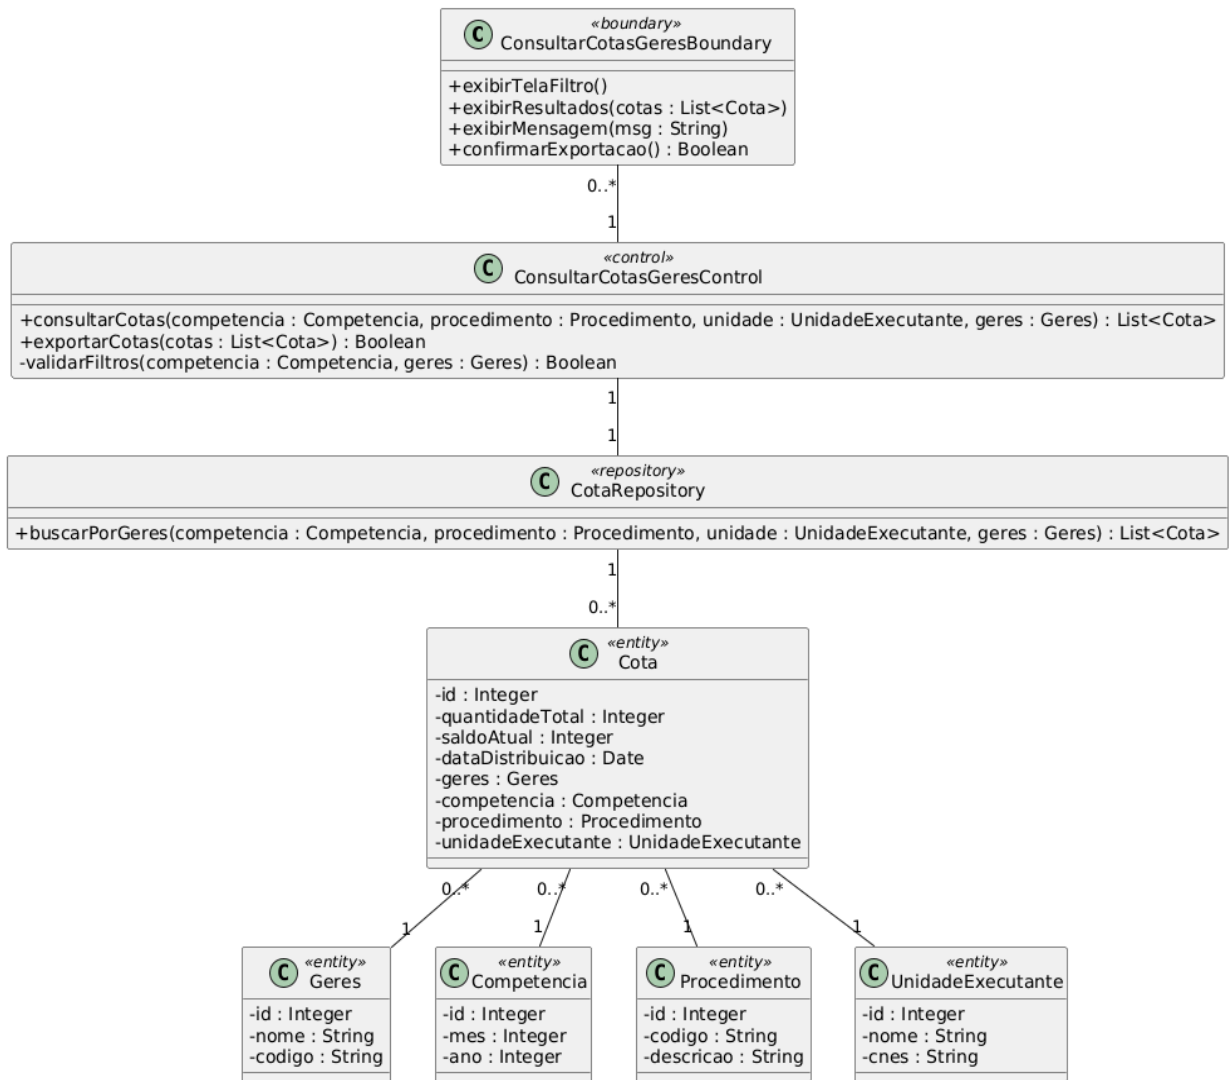 «boundary»
C ConsultarCotasGeresBoundary
+exibirTelaFiltro()
+exibirResultados(cotas : List<Cota>)
+exibirMensagem(msg : String)
+confirmarExportacao() : Boolean
0..*
1
«control»
C ConsultarCotasGeresControl
+consultarCotas(competencia : Competencia, procedimento : Procedimento, unidade : UnidadeExecutante, geres : Geres) : List<Cota>
+exportarCotas(cotas : List<Cota>) : Boolean
-validarFiltros(competencia : Competencia, geres : Geres) : Boolean
1
1
«repository»
C CotaRepository
+buscarPorGeres(competencia : Competencia, procedimento : Procedimento, unidade : UnidadeExecutante, geres : Geres) : List<Cota>
1
0..*
«entity»
C Cota
-id : Integer
-quantidadeTotal : Integer
-saldoAtual : Integer
-dataDistribuicao : Date
-geres : Geres
-competencia : Competencia
-procedimento : Procedimento
-unidadeExecutante : UnidadeExecutante
0..* 0..* 0..* 0..*
1 1 1 1
«entity»
C Geres
-id : Integer
-nome : String
-codigo : String
«entity»
C Competencia
-id : Integer
-mes : Integer
-ano : Integer
«entity»
C Procedimento
-id : Integer
-codigo : String
-descricao : String
«entity»
C UnidadeExecutante
-id : Integer
-nome : String
-cnes : String